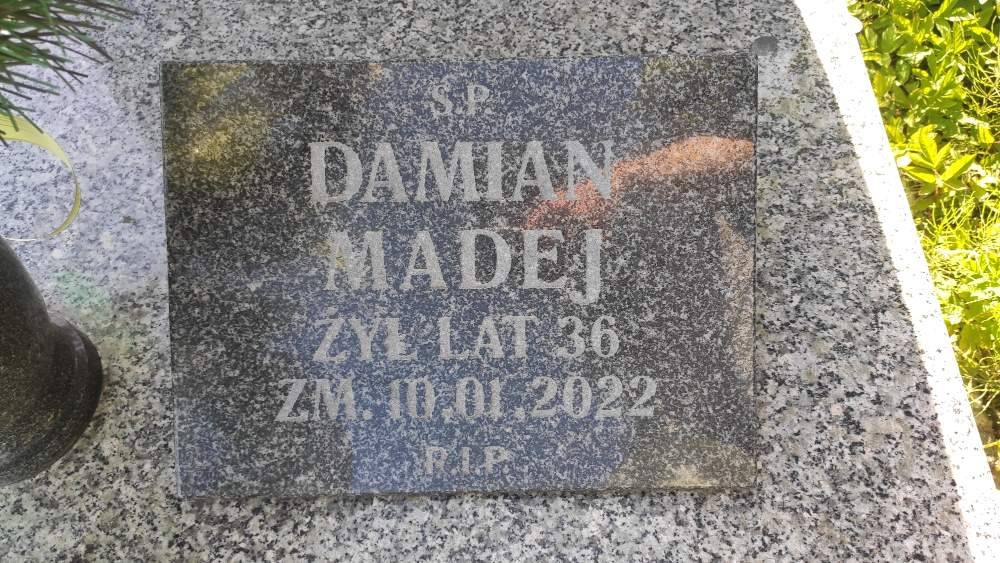 Ś.P.
DAMIAN
MADEJ
ŻYŁ LAT 36
ZM. 10.01.2022
R.I.P.